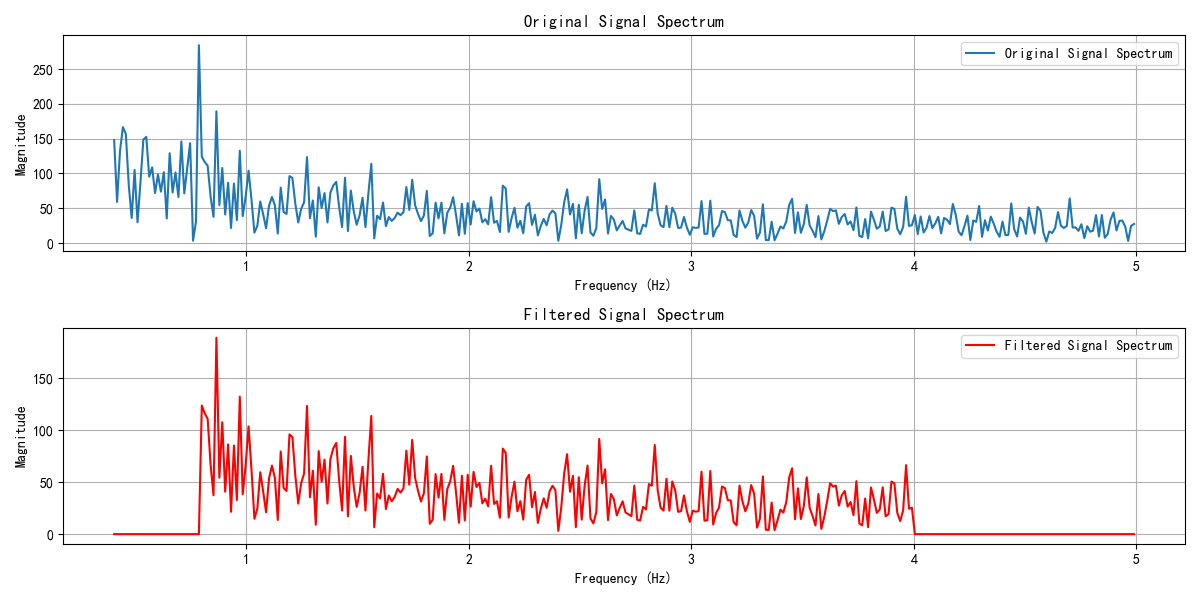 Original Signal Spectrum
Original Signal Spectrum
Magnitude
250
200
150
100
50
0
1
2
3
4
5
Frequency (Hz)
Filtered Signal Spectrum
Filtered Signal Spectrum
Magnitude
150
100
50
0
1
2
3
4
5
Frequency (Hz)